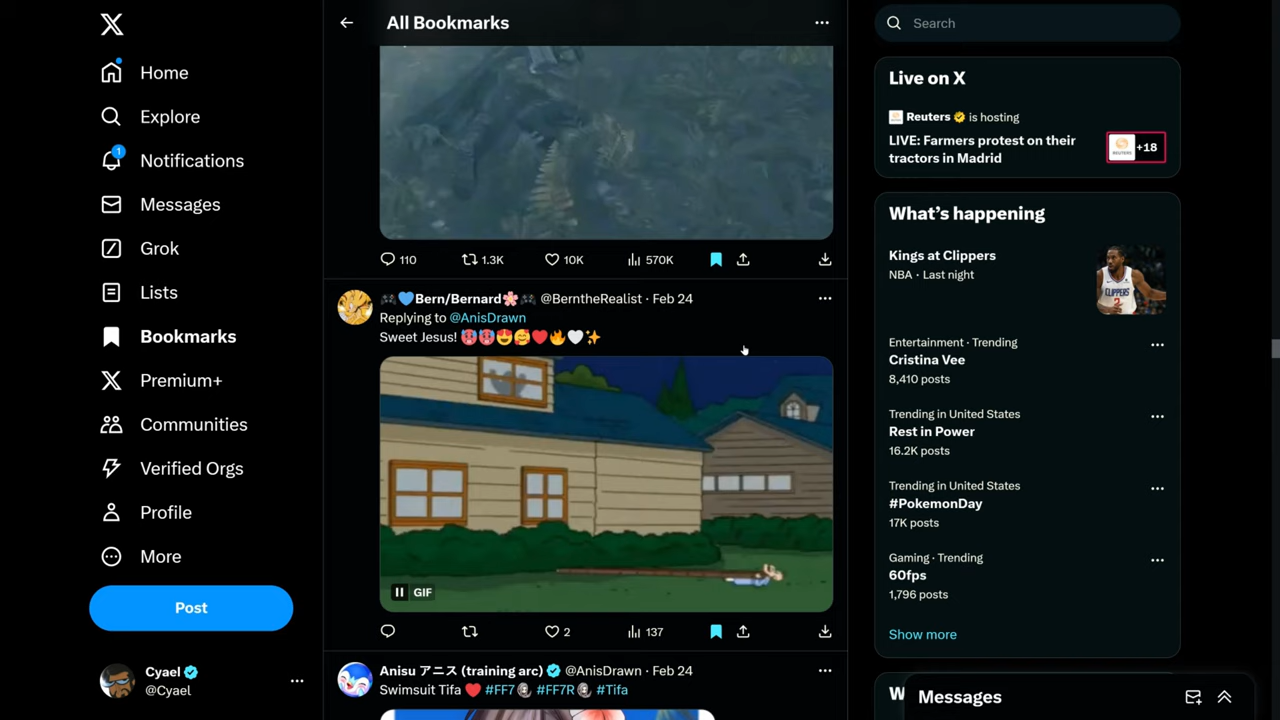 All Bookmarks
Home
Explore
1
Notifications
Messages
Grok
Lists
Bookmarks
Premium+
Communities
Verified Orgs
Profile
More
Post
Cyael
@Cyael
110
1.3K
10K
570K
🎮💙Bern/Bernard🌸🎮 @BerntheRealist · Feb 24
Replying to @AnisDrawn
Sweet Jesus! 🥵🥵😍🥰❤️🔥🤍✨
GIF
2
137
Anisu アニス (training arc) @AnisDrawn · Feb 24
Swimsuit Tifa ❤️ #FF7 #FF7R #Tifa
Search
Live on X
Reuters is hosting
LIVE: Farmers protest on their
tractors in Madrid
REUTERS
+18
What's happening
Kings at Clippers
NBA · Last night
CLIPPERS
2
Entertainment · Trending
Cristina Vee
8,410 posts
Trending in United States
Rest in Power
16.2K posts
Trending in United States
#PokemonDay
17K posts
Gaming · Trending
60fps
1,796 posts
Show more
W
Messages